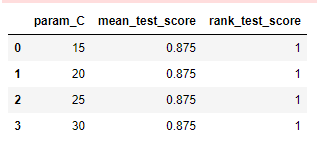 param_C mean_test_score rank_test_score
0 15 0.875 1
1 20 0.875 1
2 25 0.875 1
3 30 0.875 1